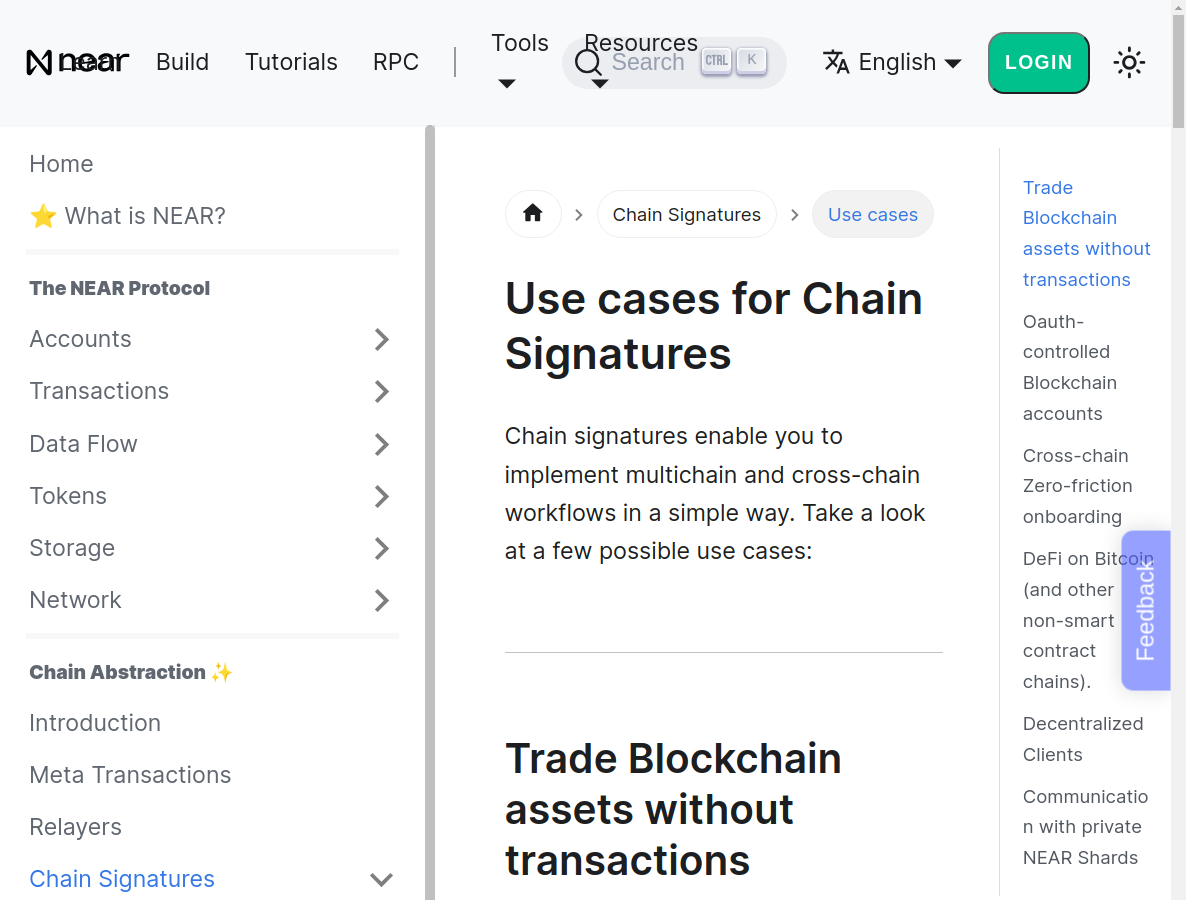 near
Learn
Build
Tutorials
RPC
Tools
Resources
Search
CTRL
K
English
LOGIN
Home
⭐ What is NEAR?
The NEAR Protocol
Accounts
Transactions
Data Flow
Tokens
Storage
Network
Chain Abstraction ✨
Introduction
Meta Transactions
Relayers
Chain Signatures
Chain Signatures
Use cases
Use cases for Chain
Signatures
Chain signatures enable you to
implement multichain and cross-chain
workflows in a simple way. Take a look
at a few possible use cases:
Trade Blockchain
assets without
transactions
Trade
Blockchain
assets without
transactions
Oauth-
controlled
Blockchain
accounts
Cross-chain
Zero-friction
onboarding
DeFi on Bitcoin
(and other
non-smart
contract
chains).
Decentralized
Clients
Communicatio
n with private
NEAR Shards
Feedback